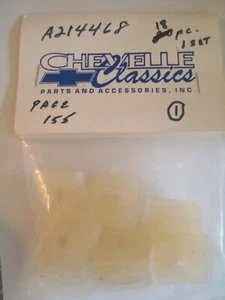 A214468
18 pc.
1 SET
CHEVELLE
Classics
PARTS AND ACCESSORIES, INC.
PAGE
155
1